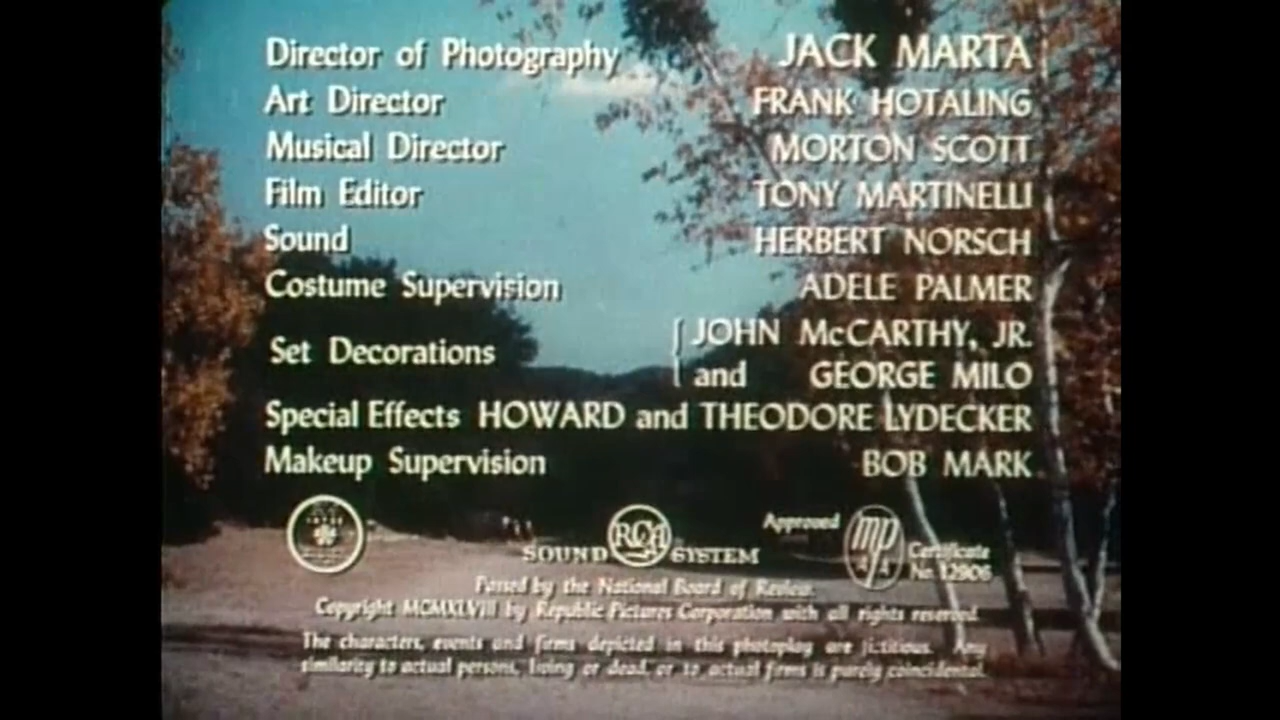 Director of Photography JACK MARTA
Art Director FRANK HOTALING
Musical Director MORTON SCOTT
Film Editor TONY MARTINELLI
Sound HERBERT NORSCH
Costume Supervision ADELE PALMER
Set Decorations { JOHN McCARTHY, JR.
and GEORGE MILO
Special Effects HOWARD and THEODORE LYDECKER
Makeup Supervision BOB MARK
RCA
SOUND SYSTEM
Approved MPAA Certificate
No. 12906
Passed by the National Board of Review.
Copyright MCMXLVIII by Republic Pictures Corporation with all rights reserved.
The characters, events and firms depicted in this photoplay are fictitious. Any
similarity to actual persons, living or dead, or to actual firms is purely coincidental.